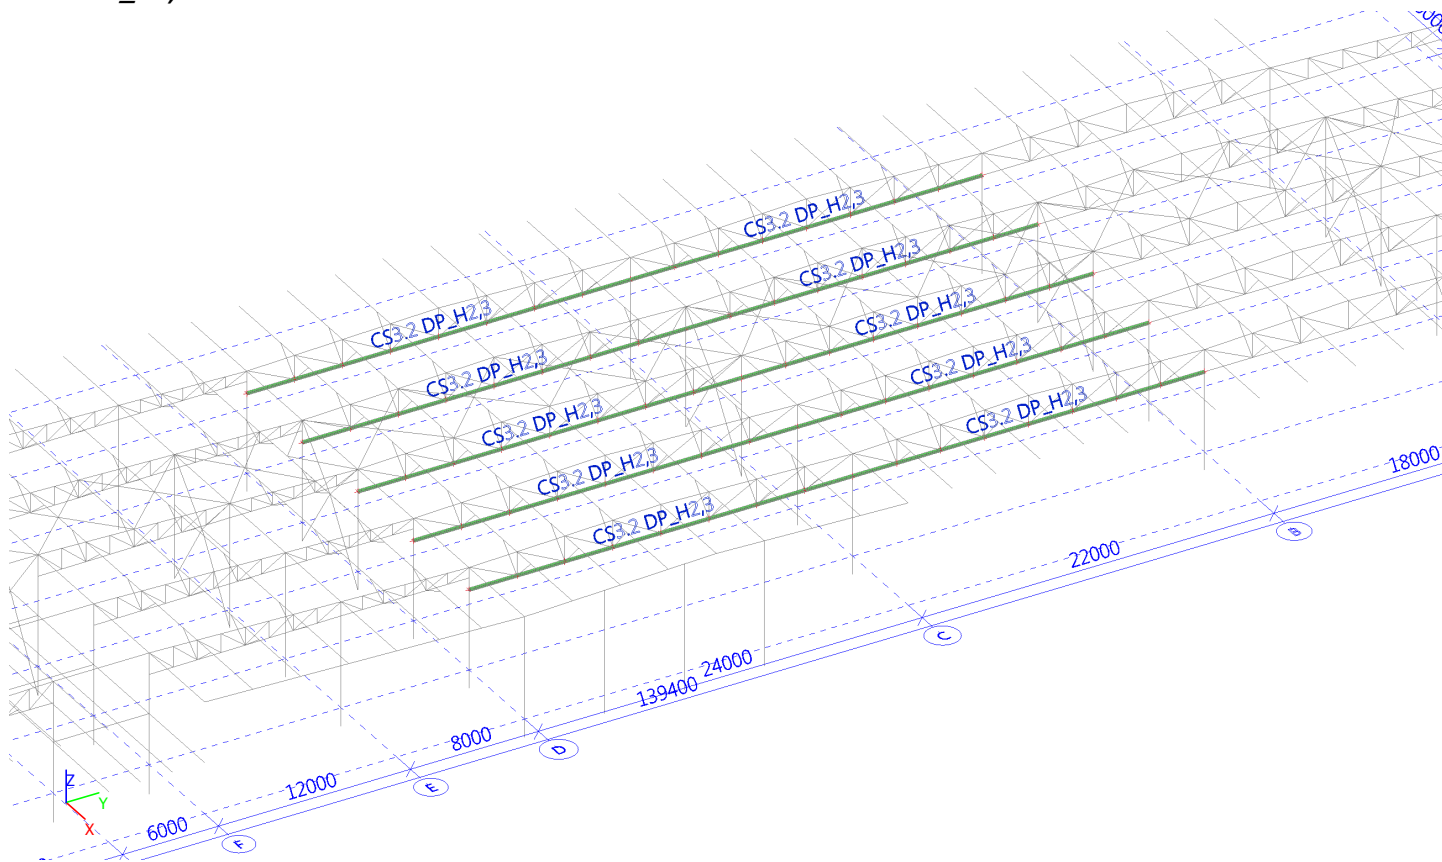 CS3.2 DP_H2,3
CS3.2 DP_H2,3
CS3.2 DP_H2,3
CS3.2 DP_H2,3
CS3.2 DP_H2,3
CS3.2 DP_H2,3
CS3.2 DP_H2,3
CS3.2 DP_H2,3
CS3.2 DP_H2,3
CS3.2 DP_H2,3
18000
B
22000
C
24000
139400
D
8000
E
12000
F
6000
Z
Y
X